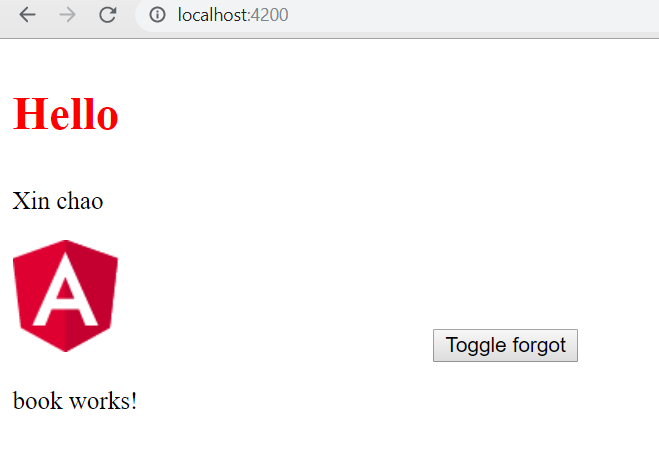 localhost:4200
Hello
Xin chao
A
Toggle forgot
book works!